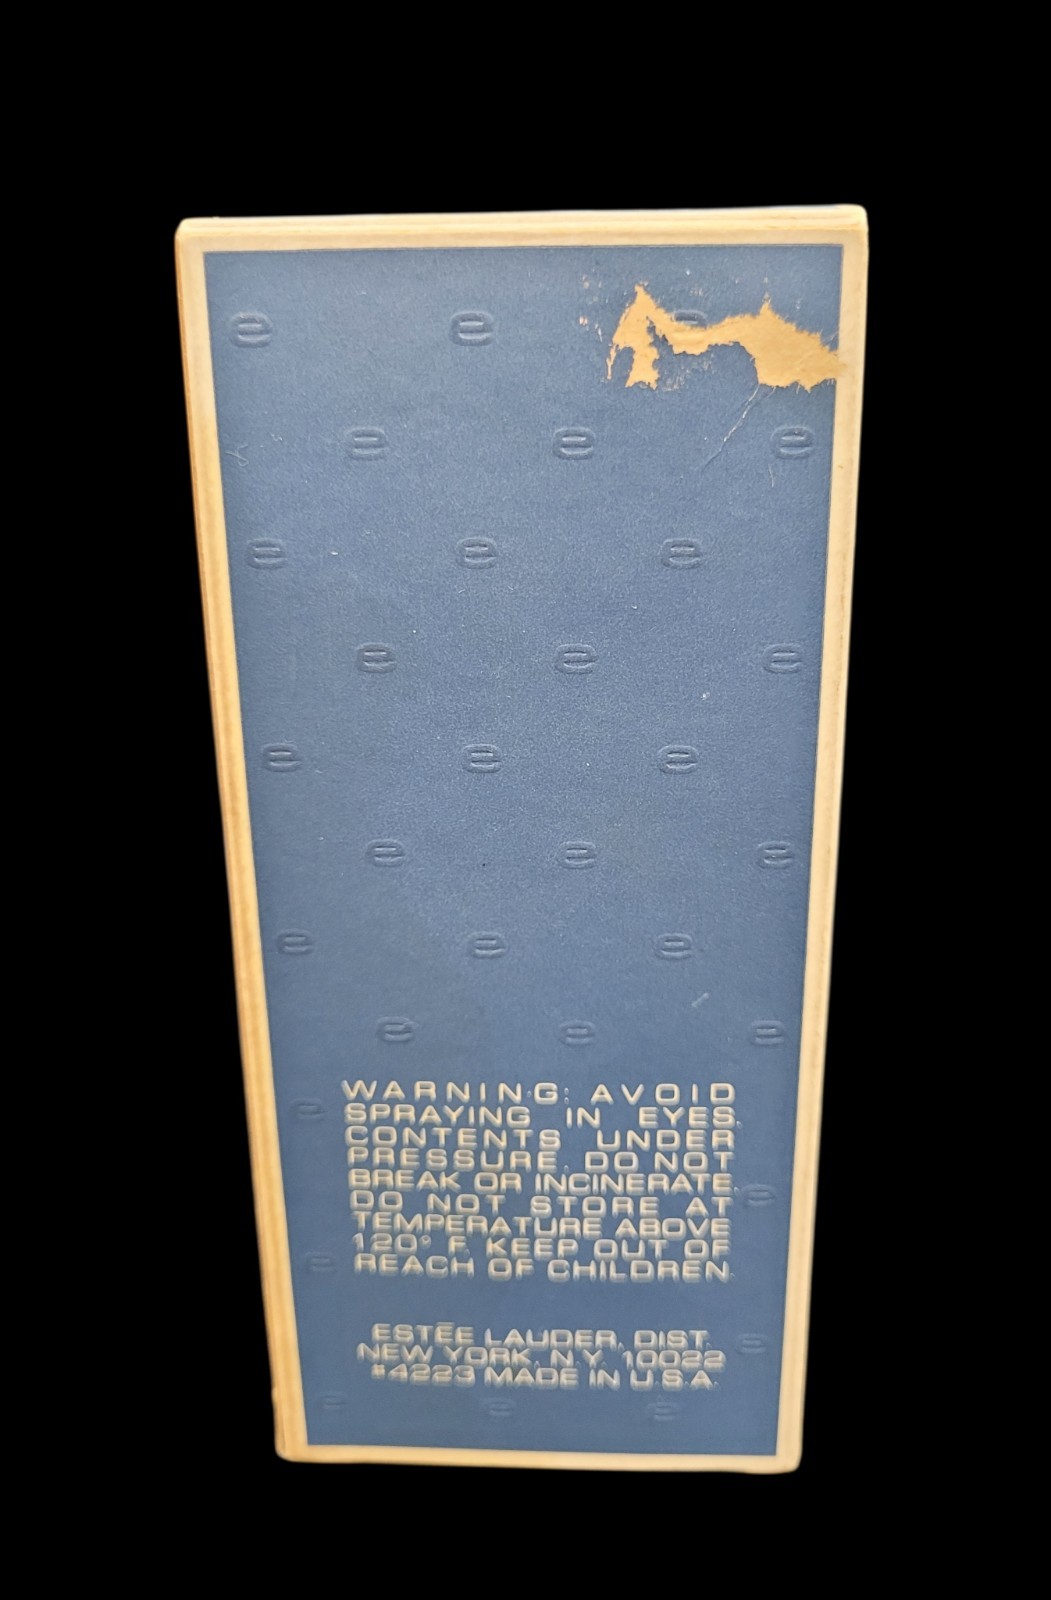 WARNING: AVOID
SPRAYING IN EYES.
CONTENTS UNDER
PRESSURE. DO NOT
BREAK OR INCINERATE.
DO NOT STORE AT
TEMPERATURE ABOVE
120° F. KEEP OUT OF
REACH OF CHILDREN.
ESTĒE LAUDER, DIST.
NEW YORK, N.Y. 10022
#4223 MADE IN U.S.A.